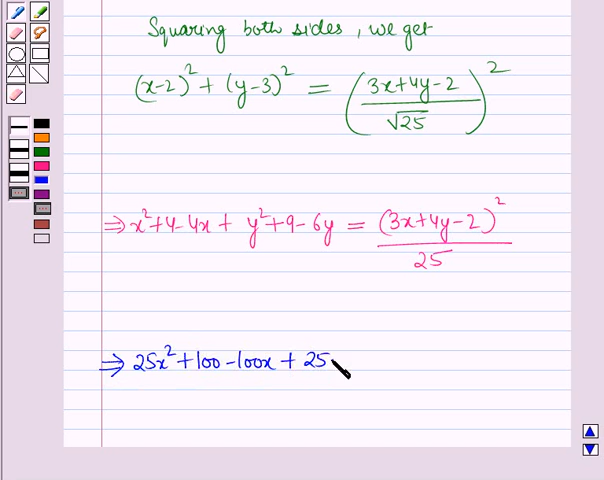 Squaring both sides, we get
(x-2)² + (y-3)² = (3x+4y-2/√25)²
⇒ x²+4-4x + y²+9-6y = (3x+4y-2)²/25
⇒ 25x²+100-100x + 25